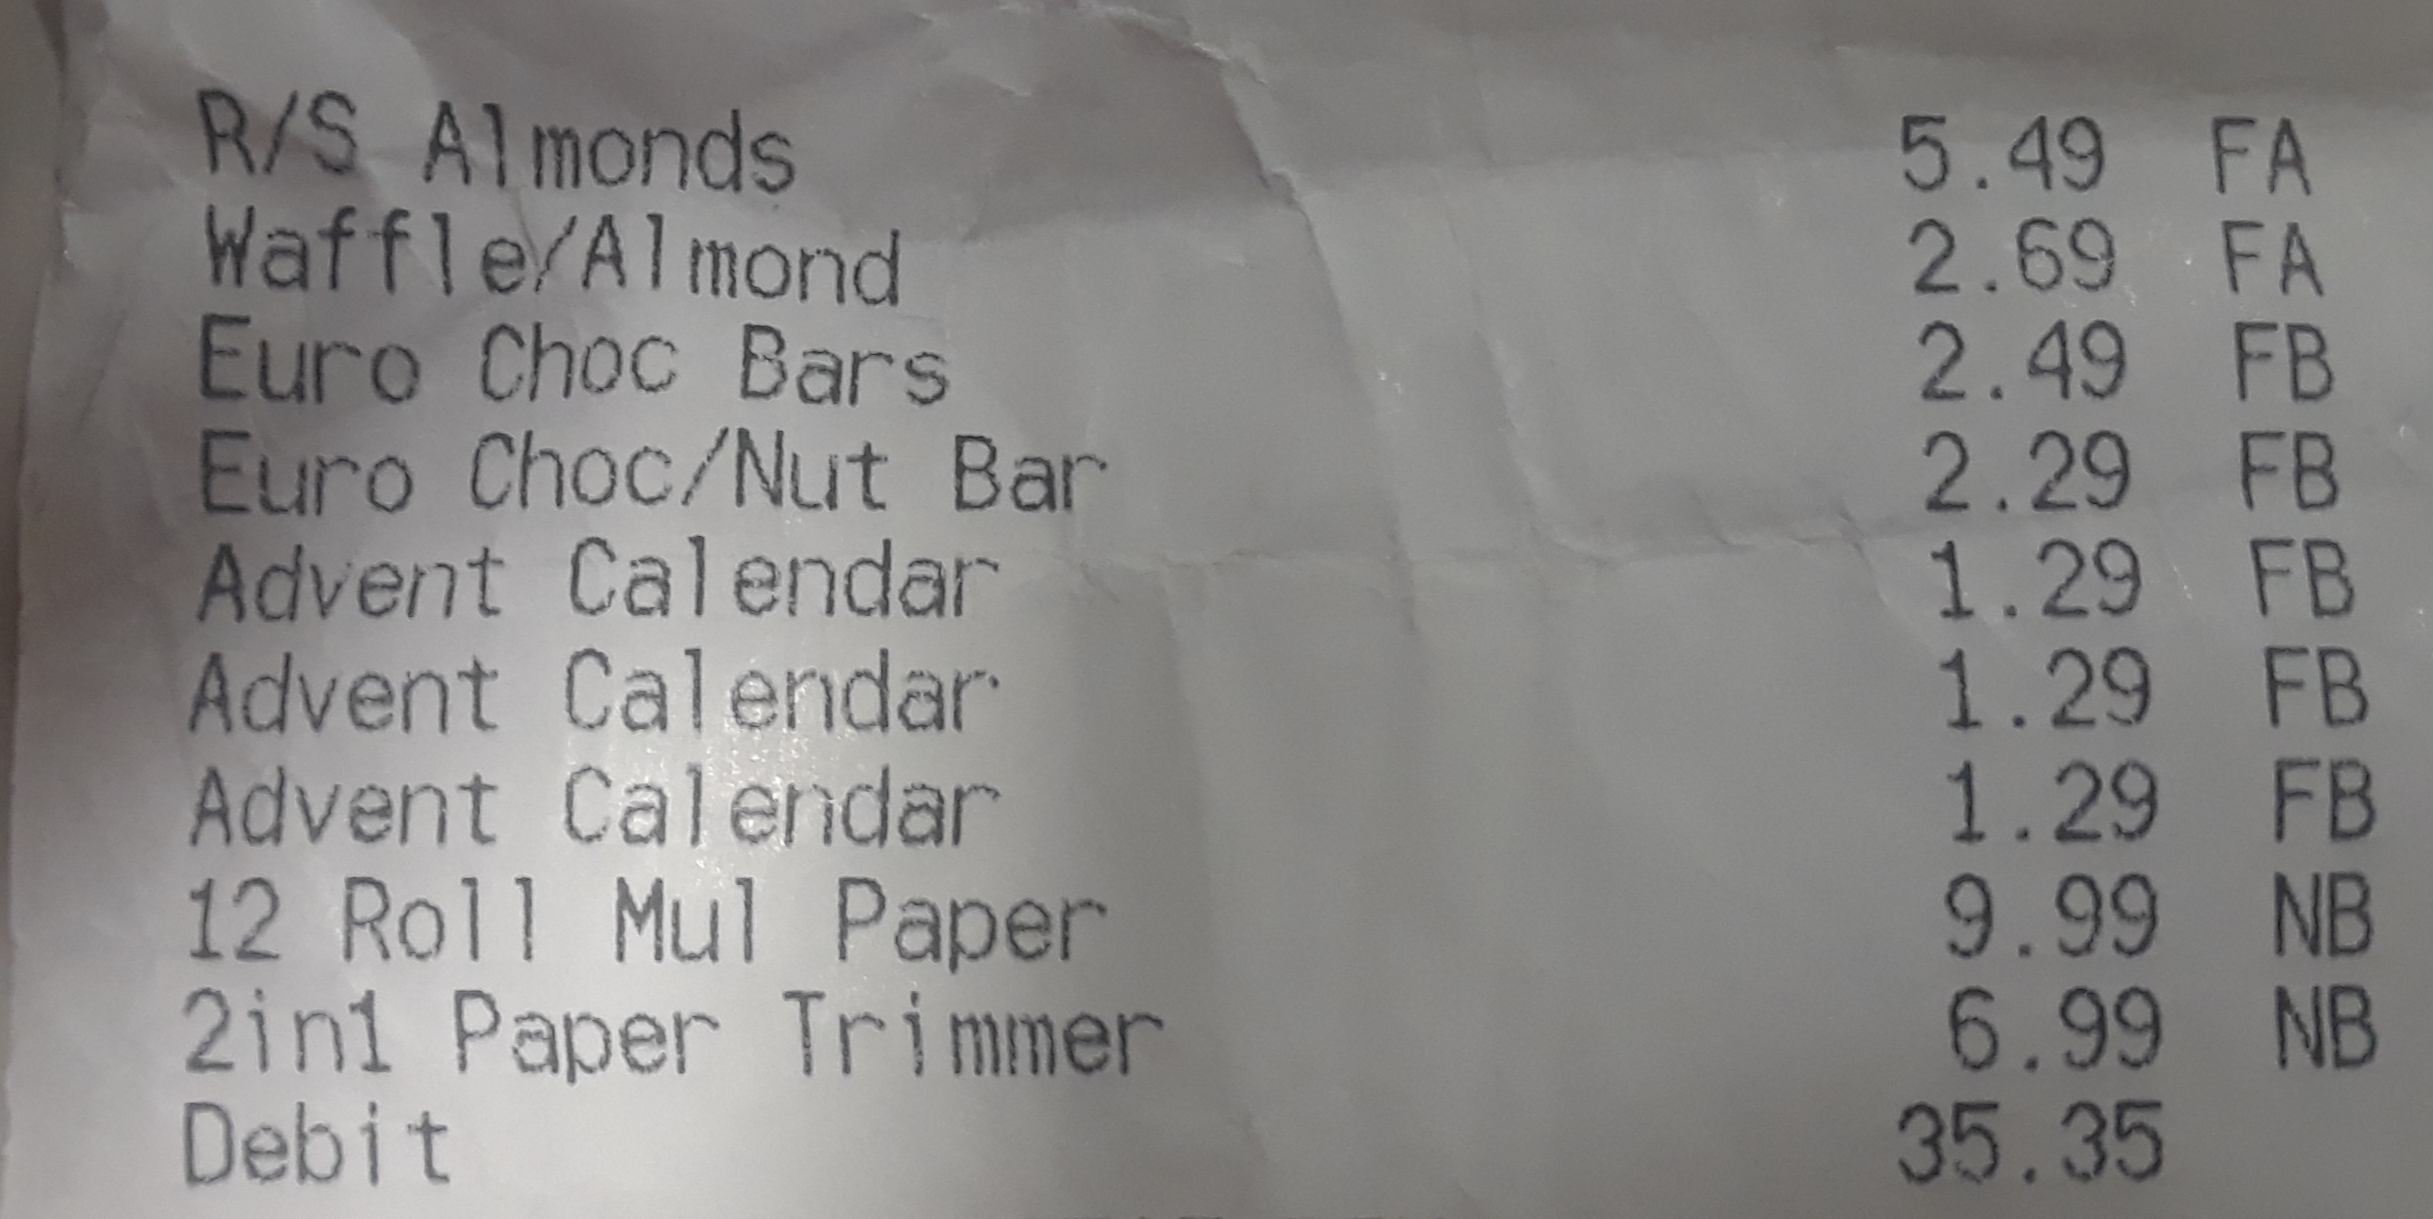 R/S Almonds 5.49 FA
Waffle/Almond 2.69 FA
Euro Choc Bars 2.49 FB
Euro Choc/Nut Bar 2.29 FB
Advent Calendar 1.29 FB
Advent Calendar 1.29 FB
Advent Calendar 1.29 FB
12 Roll Mul Paper 9.99 NB
2in1 Paper Trimmer 6.99 NB
Debit 35.35